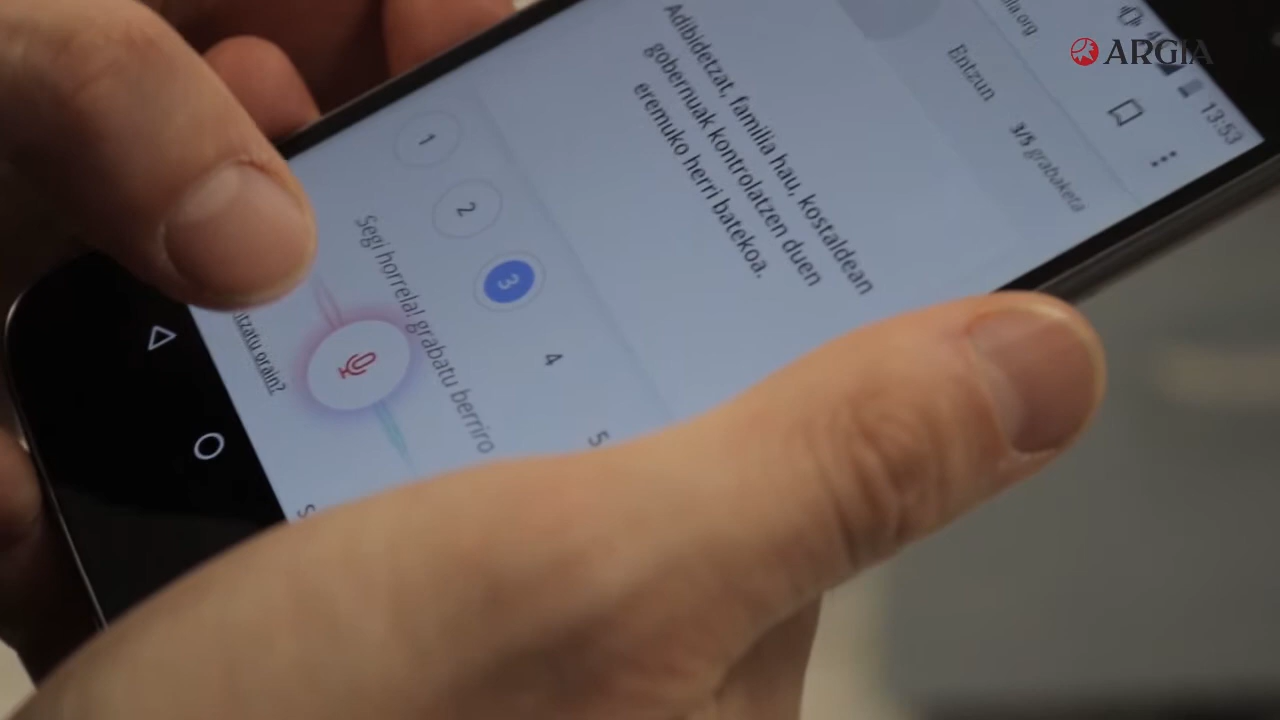 ARGIA
13:53
Entzun
3/5 grabaketa
Adibidetzat, familia hau, kostaldean
gobernuak kontrolatzen duen
eremuko herri batekoa.
1
2
3
4
5
Segi horrela! grabatu berriro
orain?